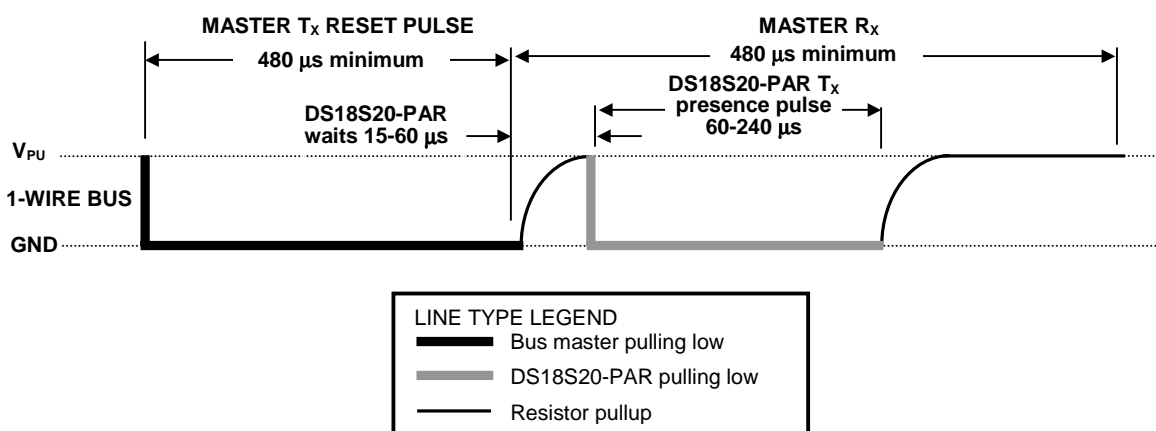 MASTER TX RESET PULSE
480 µs minimum
MASTER RX
480 µs minimum
DS18S20-PAR TX
presence pulse
60-240 µs
DS18S20-PAR
waits 15-60 µs
VPU
1-WIRE BUS
GND
LINE TYPE LEGEND
Bus master pulling low
DS18S20-PAR pulling low
Resistor pullup